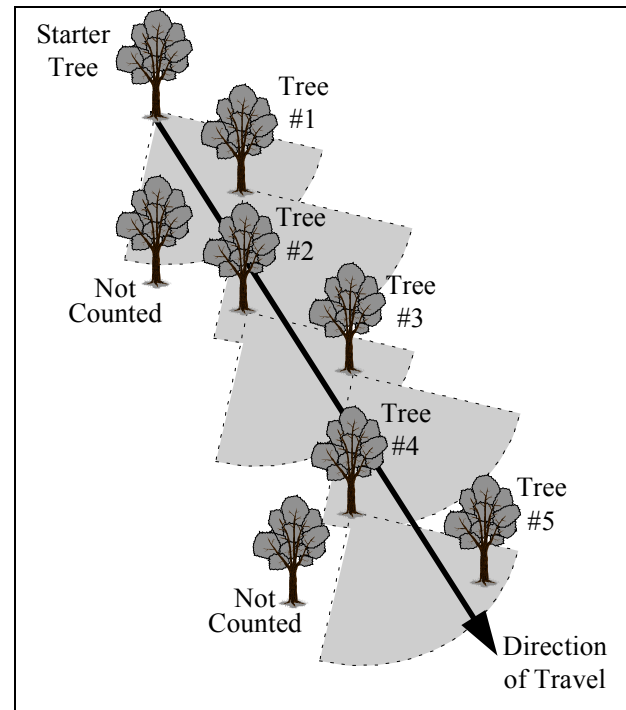 Starter
Tree
Tree
#1
Tree
#2
Not
Counted
Tree
#3
Tree
#4
Tree
#5
Not
Counted
Direction
of Travel